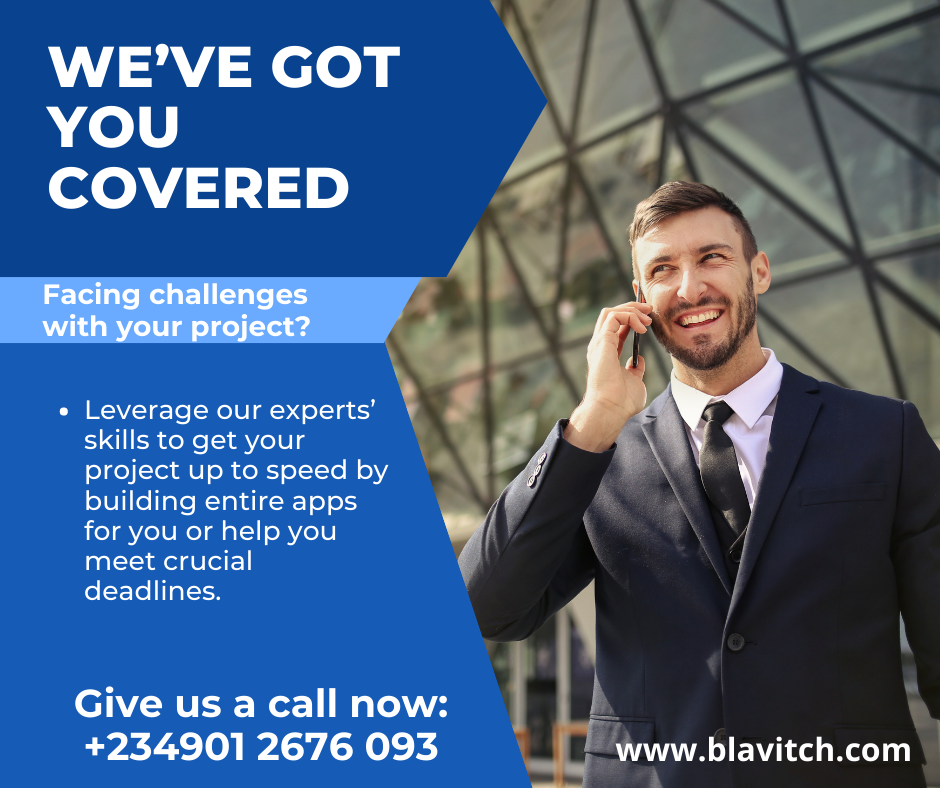 WE’VE GOT
YOU
COVERED
Facing challenges
with your project?
• Leverage our experts’
skills to get your
project up to speed by
building entire apps
for you or help you
meet crucial
deadlines.
Give us a call now:
+234901 2676 093
www.blavitch.com